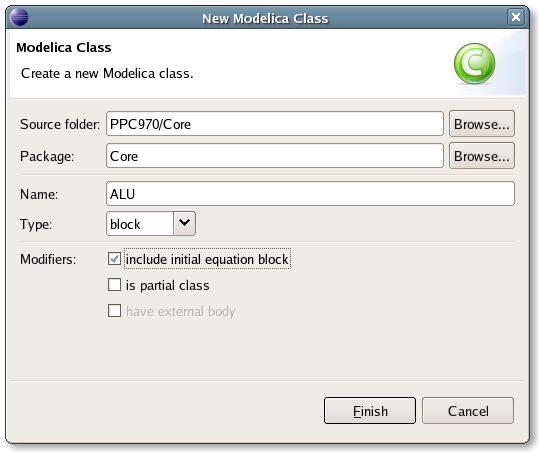 New Modelica Class
Modelica Class
Create a new Modelica class.
C
Source folder: PPC970/Core Browse...
Package: Core Browse...
Name: ALU
Type: block
Modifiers: include initial equation block
is partial class
have external body
Finish Cancel